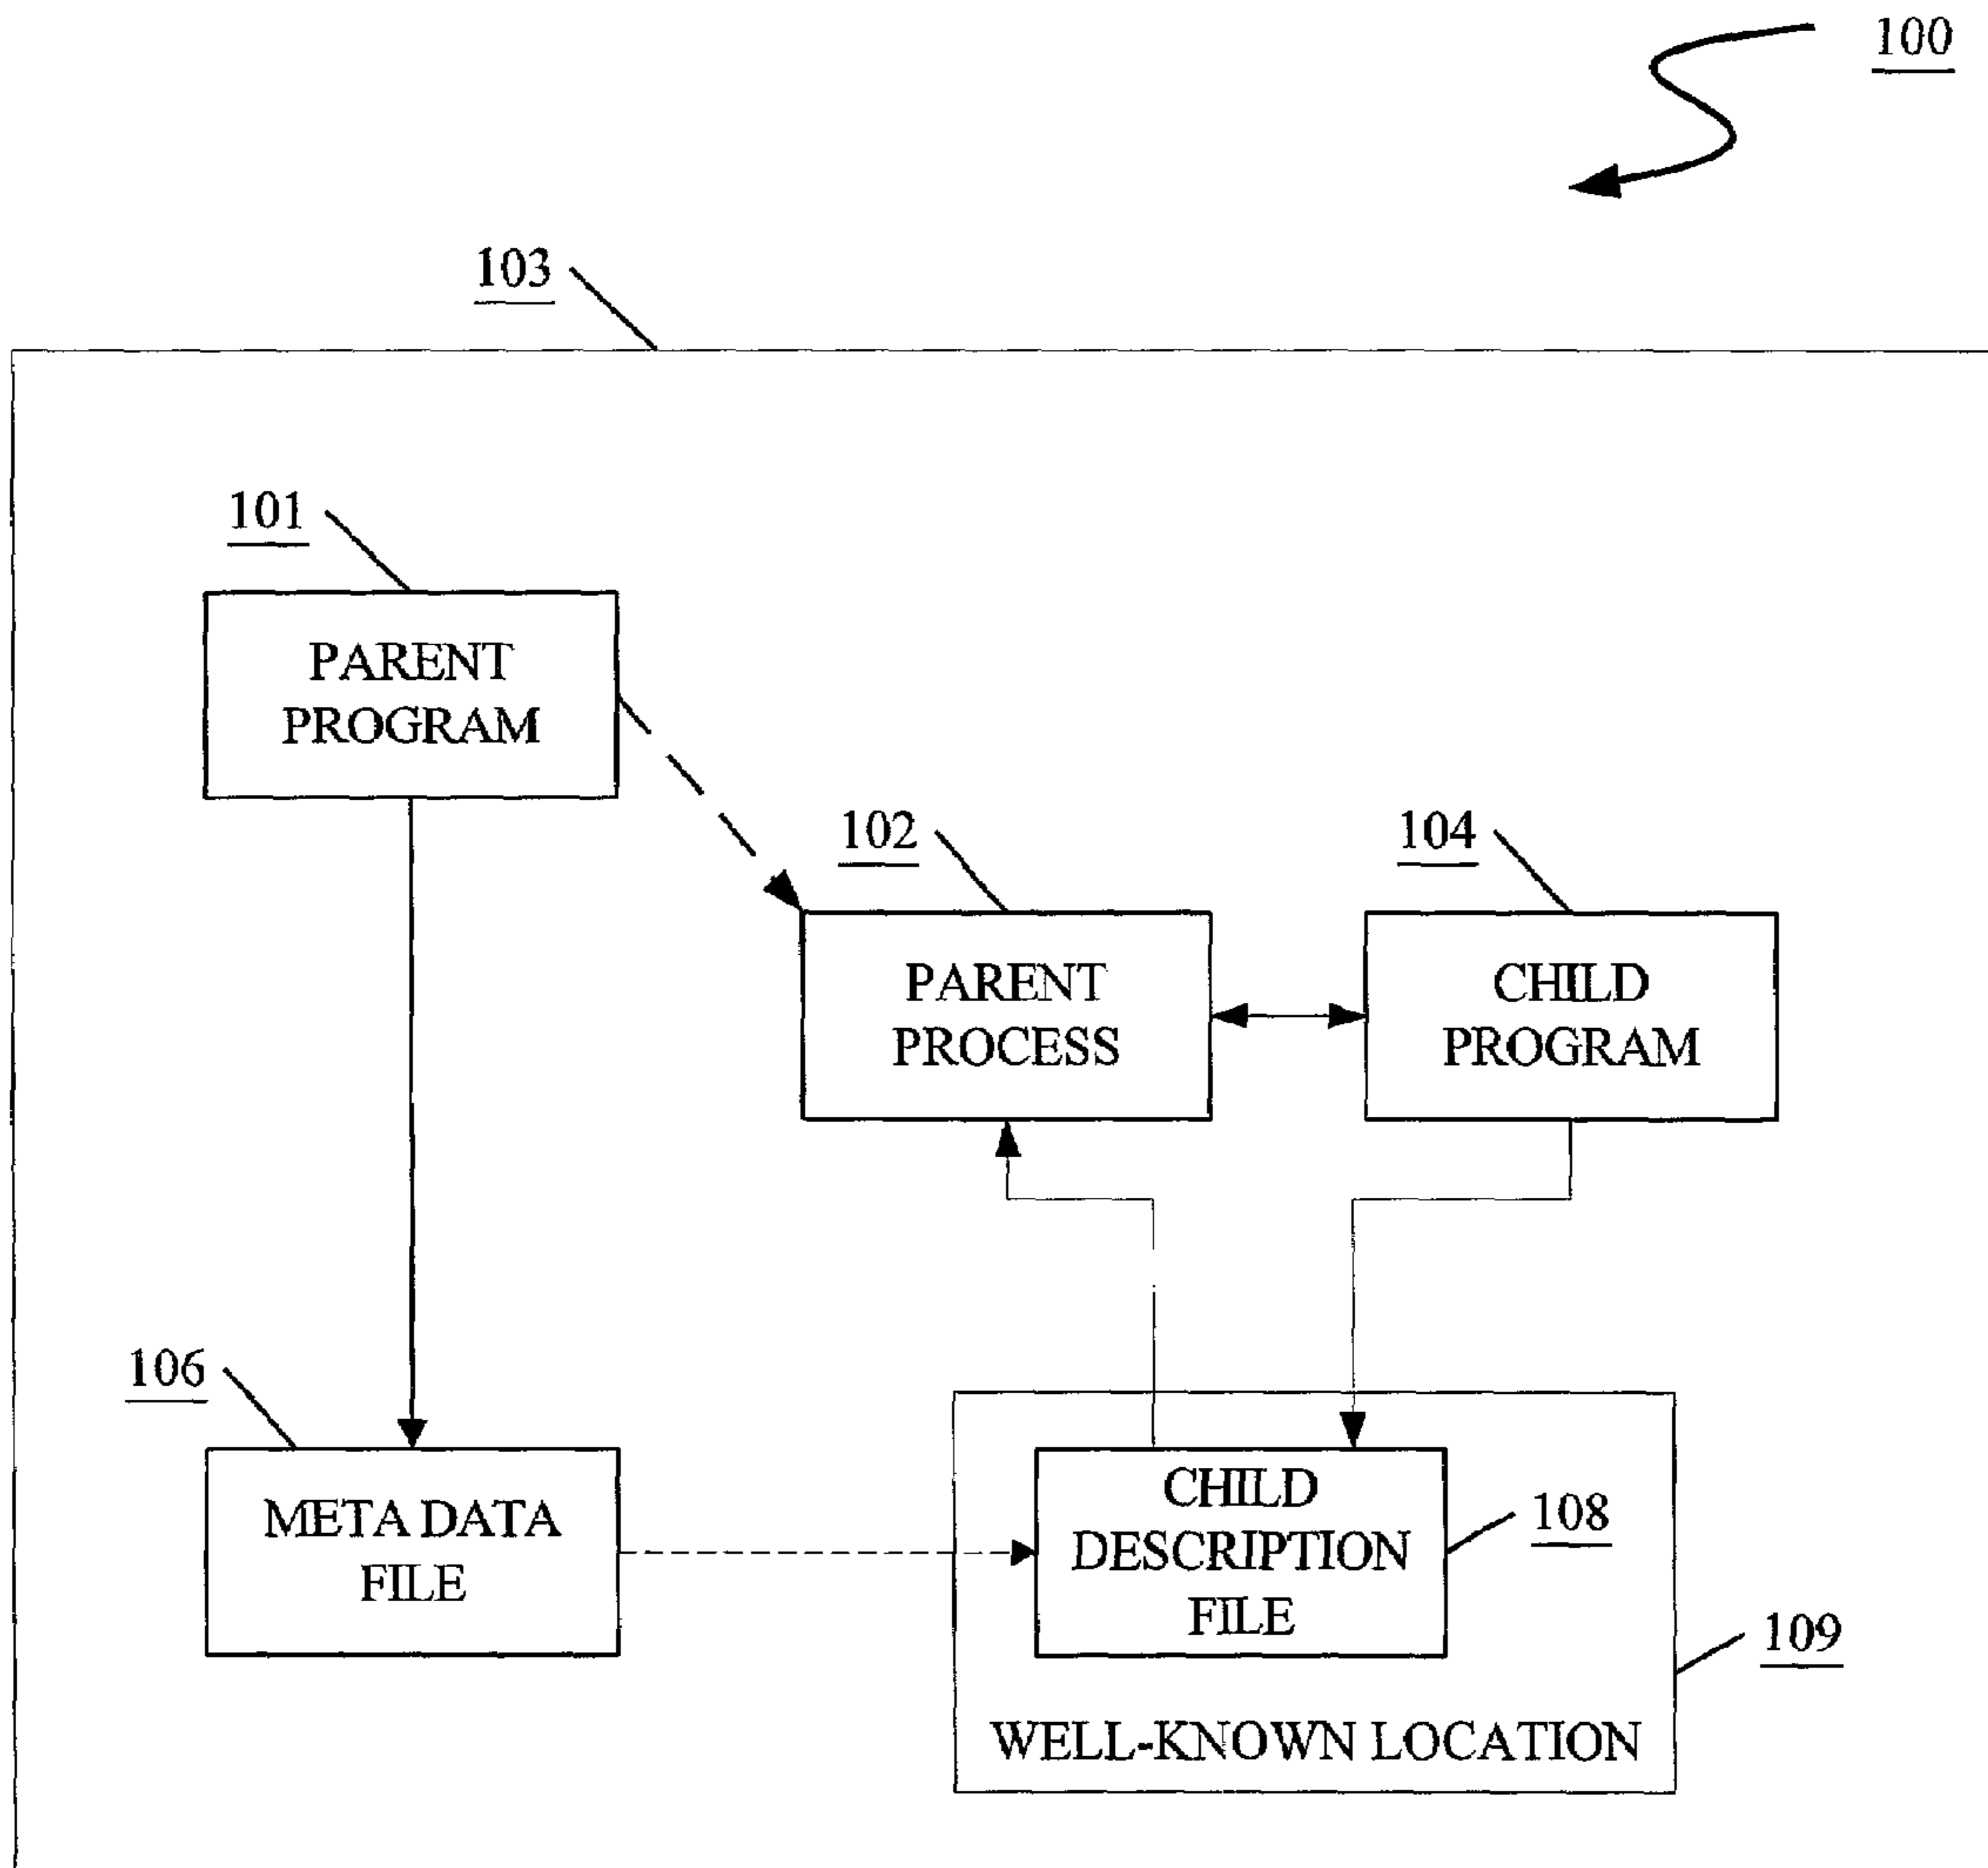 100
103
101
PARENT
PROGRAM
102
104
PARENT
PROCESS
CHILD
PROGRAM
106
META DATA
FILE
CHILD
DESCRIPTION
FILE
108
109
WELL-KNOWN LOCATION